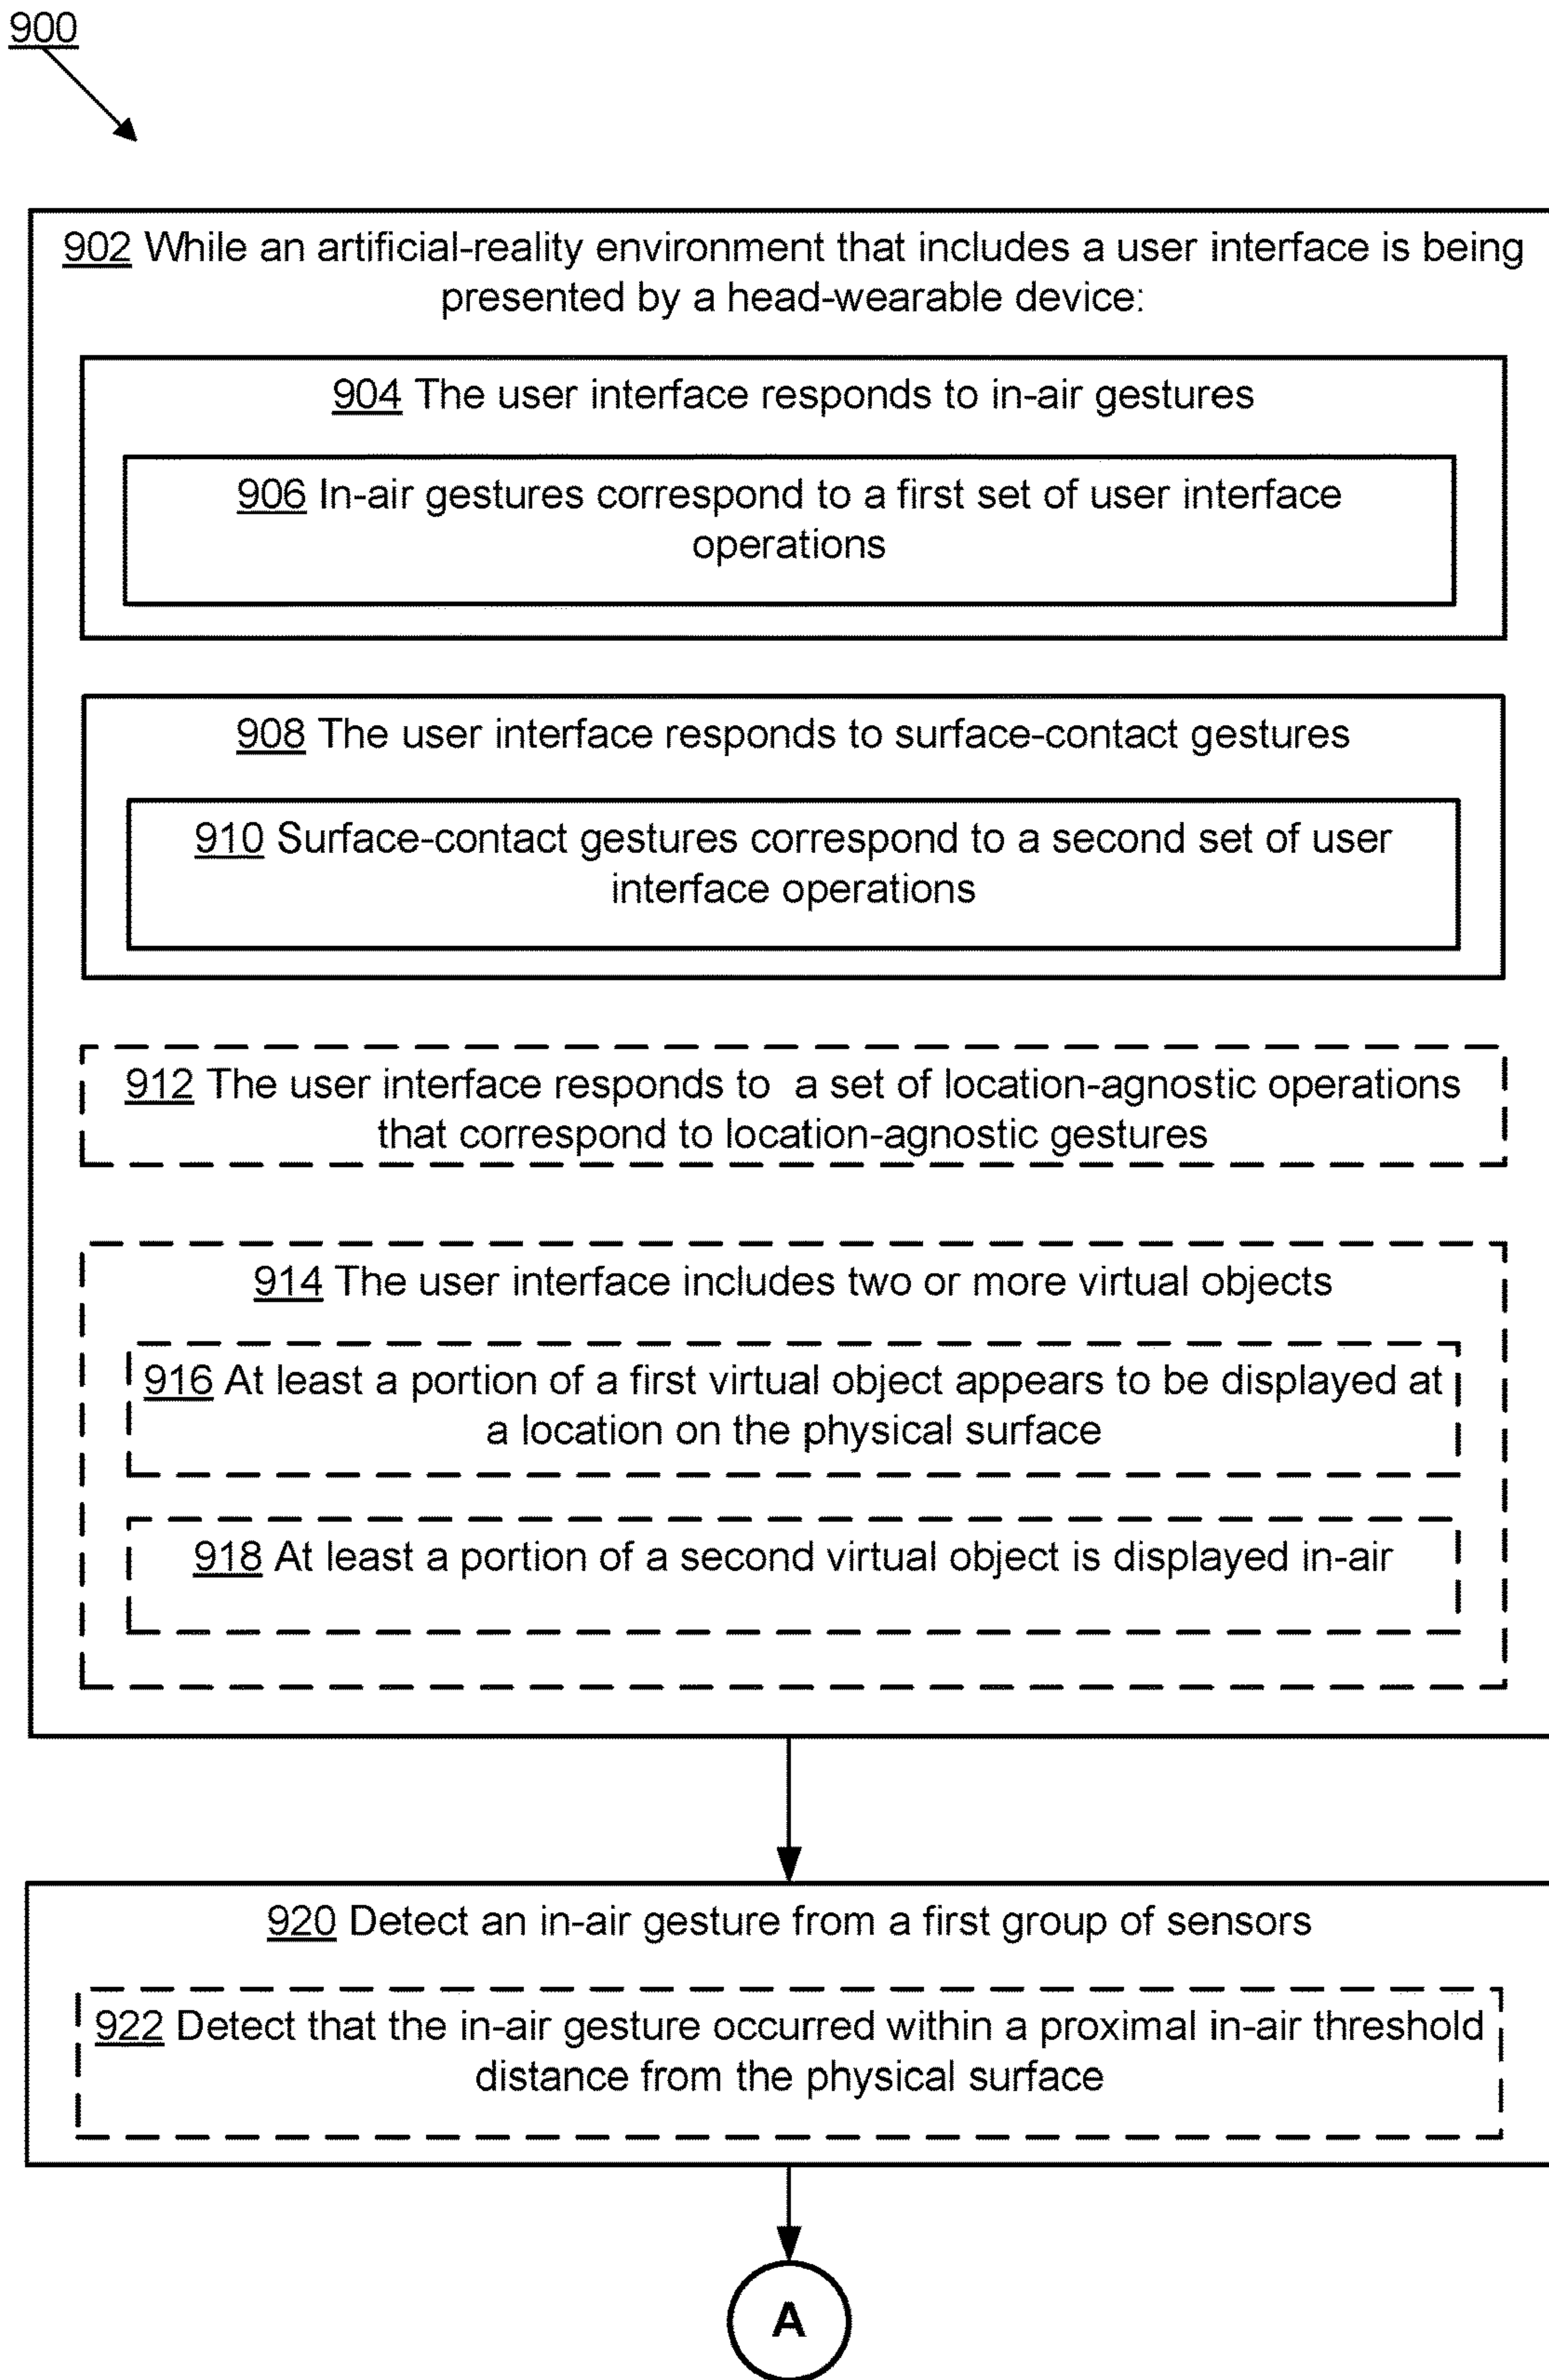 900
902 While an artificial-reality environment that includes a user interface is being
presented by a head-wearable device:
904 The user interface responds to in-air gestures
906 In-air gestures correspond to a first set of user interface
operations
908 The user interface responds to surface-contact gestures
910 Surface-contact gestures correspond to a second set of user
interface operations
912 The user interface responds to a set of location-agnostic operations
that correspond to location-agnostic gestures
914 The user interface includes two or more virtual objects
916 At least a portion of a first virtual object appears to be displayed at
a location on the physical surface
918 At least a portion of a second virtual object is displayed in-air
920 Detect an in-air gesture from a first group of sensors
922 Detect that the in-air gesture occurred within a proximal in-air threshold
distance from the physical surface
A